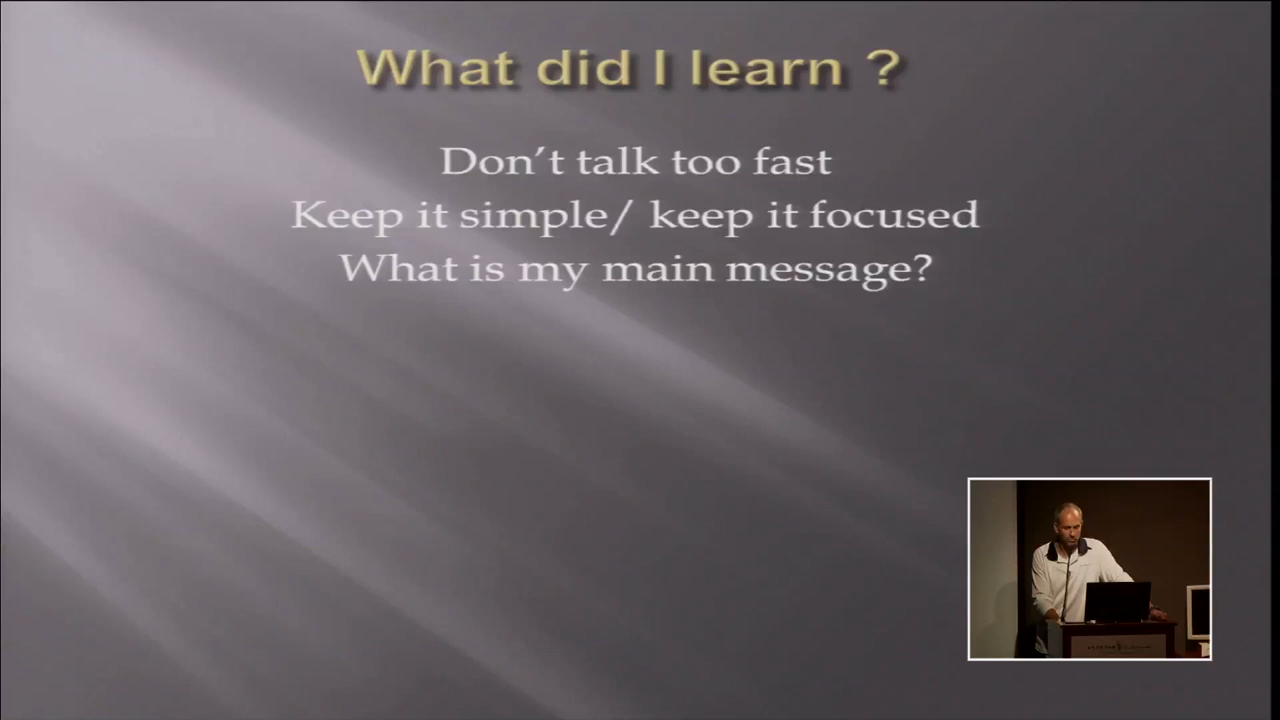 What did I learn ?
Don't talk too fast
Keep it simple/ keep it focused
What is my main message?